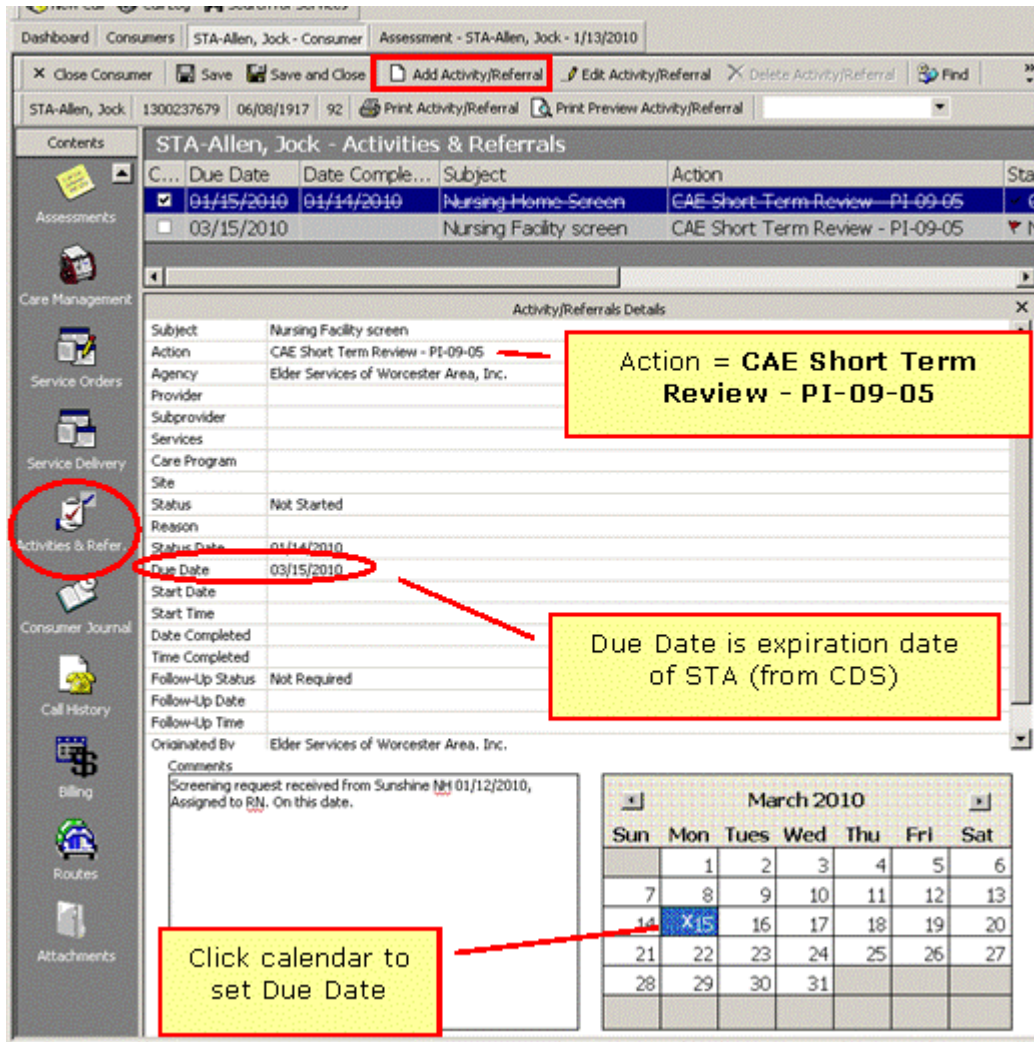 New Call Call Log Search for Services
Dashboard Consumers STA-Allen, Jock - Consumer Assessment - STA-Allen, Jock - 1/13/2010
Close Consumer Save Save and Close Add Activity/Referral Edit Activity/Referral Delete Activity/Referral Find
STA-Allen, Jock 1300237679 06/08/1917 92 Print Activity/Referral Print Preview Activity/Referral
Contents
Assessments
Care Management
Service Orders
Service Delivery
Activities & Refer...
Consumer Journal
Call History
Billing
Routes
Attachments
STA-Allen, Jock - Activities & Referrals
C... Due Date Date Comple... Subject Action Sta
01/15/2010 01/14/2010 Nursing Home Screen CAE Short Term Review - PI-09-05
03/15/2010 Nursing Facility screen CAE Short Term Review - PI-09-05 N
Activity/Referrals Details
Subject Nursing Facility screen
Action CAE Short Term Review - PI-09-05
Agency Elder Services of Worcester Area, Inc.
Provider
Subprovider
Services
Care Program
Site
Status Not Started
Reason
Status Date 01/14/2010
Due Date 03/15/2010
Start Date
Start Time
Date Completed
Time Completed
Follow-Up Status Not Required
Follow-Up Date
Follow-Up Time
Originated By Elder Services of Worcester Area, Inc.
Action = CAE Short Term
Review - PI-09-05
Due Date is expiration date
of STA (from CDS)
Comments
Screening request received from Sunshine NH 01/12/2010,
Assigned to RN. On this date.
Click calendar to
set Due Date
March 2010
Sun Mon Tues Wed Thu Fri Sat
1 2 3 4 5 6
7 8 9 10 11 12 13
14 X15 16 17 18 19 20
21 22 23 24 25 26 27
28 29 30 31